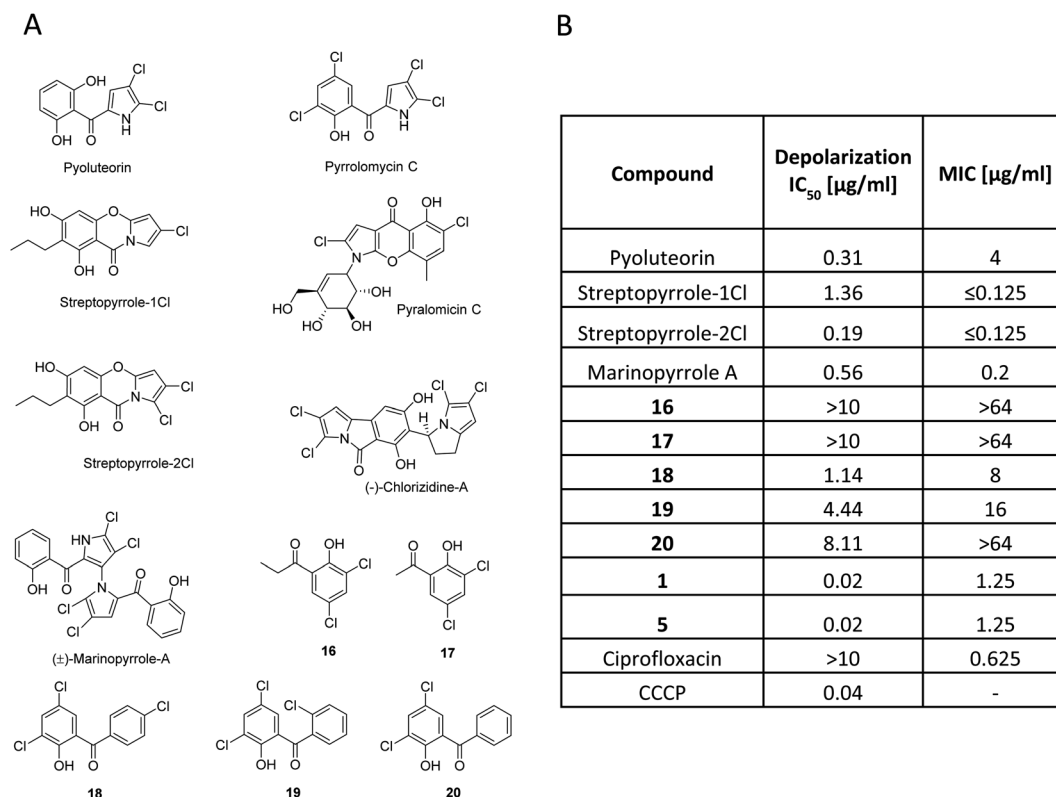 A
OH
Cl
Cl
OH
O
N
H
Pyoluteorin
Cl
Cl
Cl
Cl
OH
O
N
H
Pyrrolomycin C
HO
O
N
Cl
OH
O
Streptopyrrole-1Cl
O
OH
Cl
Cl
N
O
HO
OH
HO
OH
Pyralomicin C
HO
O
Cl
N
OH
O
Cl
Streptopyrrole-2Cl
Cl
Cl
OH
H
Cl
N
N
Cl
O
OH
(-)-Chlorizidine-A
Cl
HN
Cl
OH
O
N
O
OH
Cl
Cl
(±)-Marinopyrrole-A
O
OH
Cl
Cl
16
O
OH
Cl
Cl
17
Cl
Cl
Cl
OH
O
18
Cl
Cl
Cl
OH
O
19
Cl
Cl
OH
O
20
B
Compound
Depolarization
IC50 [µg/ml]
MIC [µg/ml]
Pyoluteorin 0.31 4
Streptopyrrole-1Cl 1.36 ≤0.125
Streptopyrrole-2Cl 0.19 ≤0.125
Marinopyrrole A 0.56 0.2
16 >10 >64
17 >10 >64
18 1.14 8
19 4.44 16
20 8.11 >64
1 0.02 1.25
5 0.02 1.25
Ciprofloxacin >10 0.625
CCCP 0.04 -